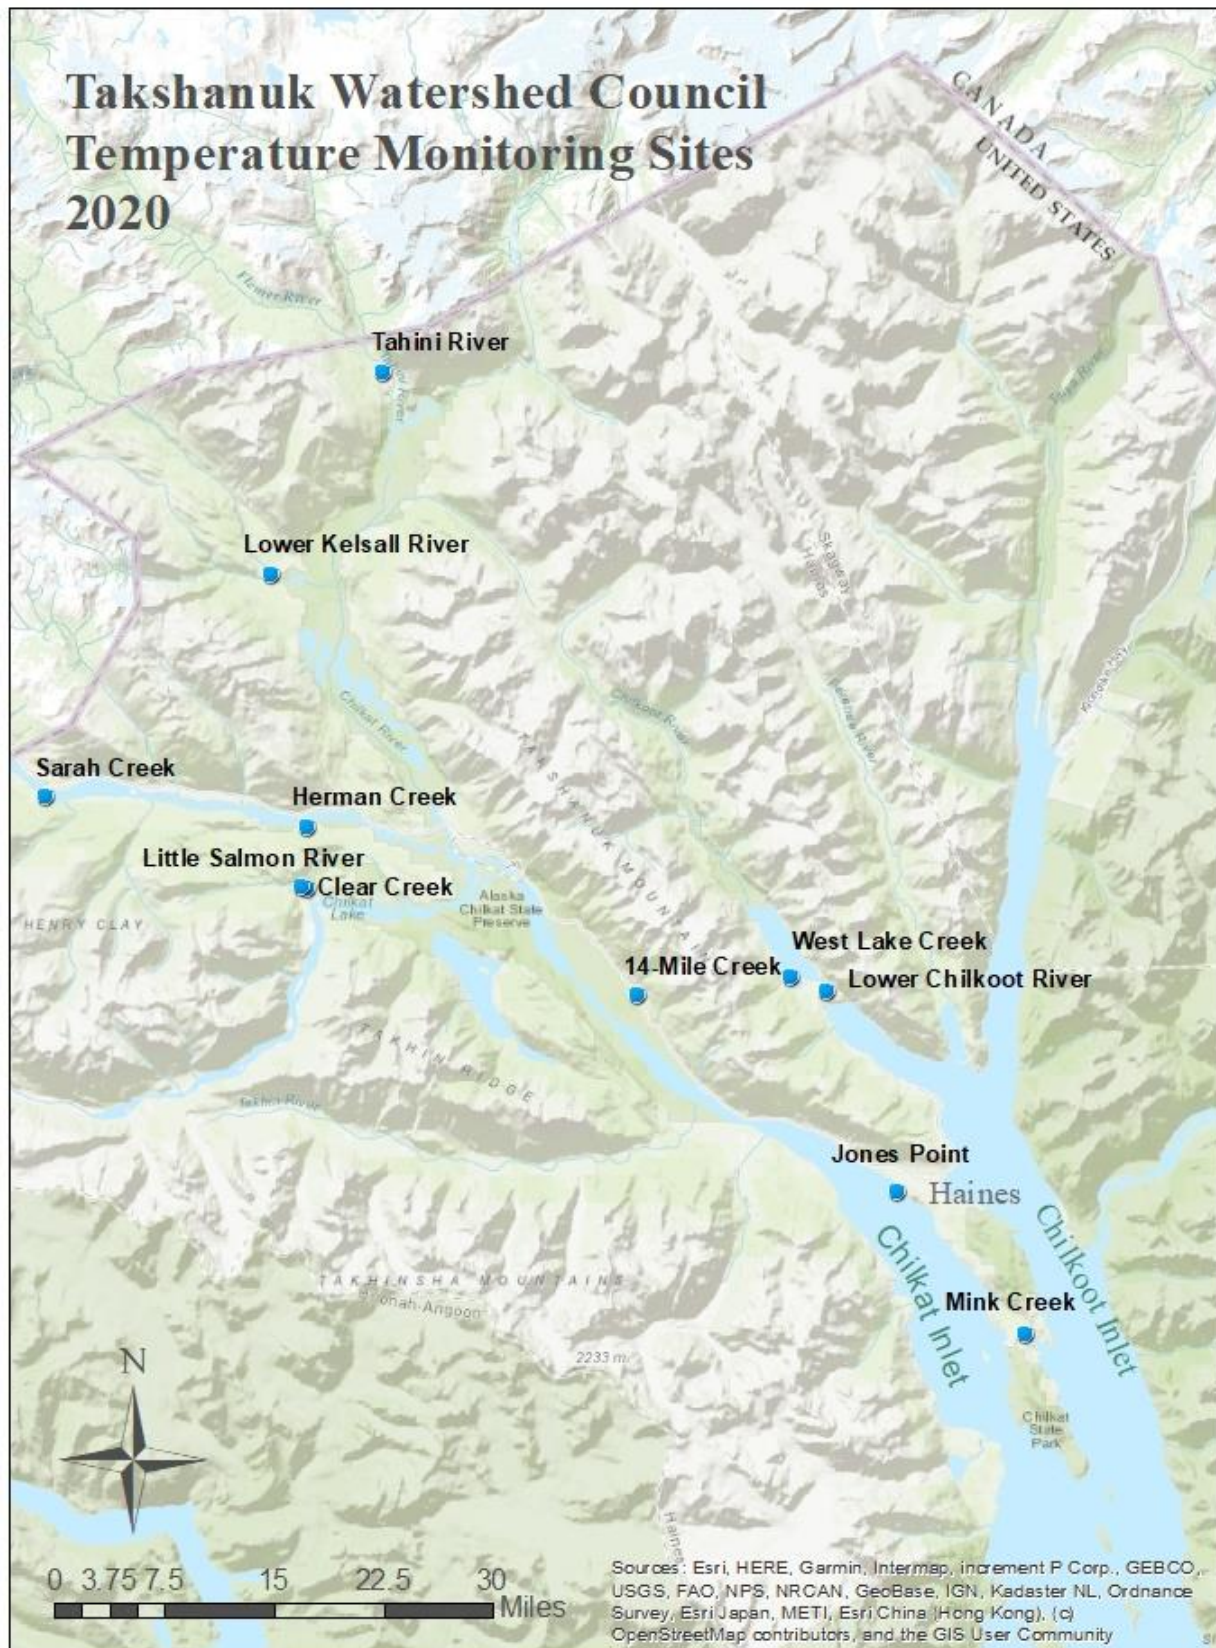 Takshanuk Watershed Council
Temperature Monitoring Sites
2020
CANADA
UNITED STATES
Tahini River
Lower Kelsall River
Skagway
Haines
Chilkoot River
Chilkat River
TAKSHANUK MOUNTAINS
Sarah Creek
Herman Creek
Little Salmon River
Clear Creek
Chilkat
Lake
Alaska
Chilkat State
Preserve
HENRY CLAY
West Lake Creek
14-Mile Creek
Lower Chilkoot River
TAKHIN RIDGE
Takhin River
Jones Point
Haines
Chilkat Inlet
Chilkoot Inlet
TAKHINSHA MOUNTAINS
Hoonah-Angoon
Mink Creek
2233 m
N
Chilkat
State
Park
Haines
0 3.75 7.5 15 22.5 30
Miles
Sources: Esri, HERE, Garmin, Intermap, increment P Corp., GEBCO,
USGS, FAO, NPS, NRCAN, GeoBase, IGN, Kadaster NL, Ordnance
Survey, Esri Japan, METI, Esri China (Hong Kong), (c)
OpenStreetMap contributors, and the GIS User Community